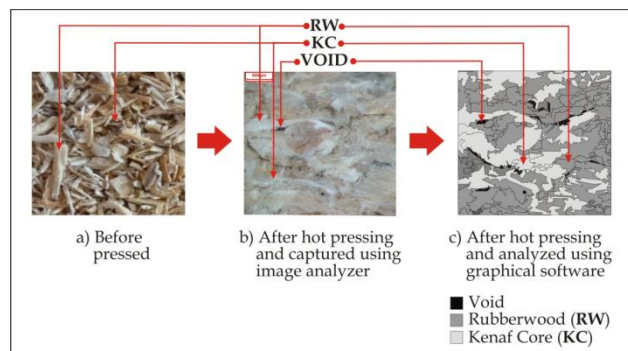 RW
KC
VOID
a) Before
pressed
b) After hot pressing
and captured using
image analyzer
c) After hot pressing
and analyzed using
graphical software
Void
Rubberwood (RW)
Kenaf Core (KC)